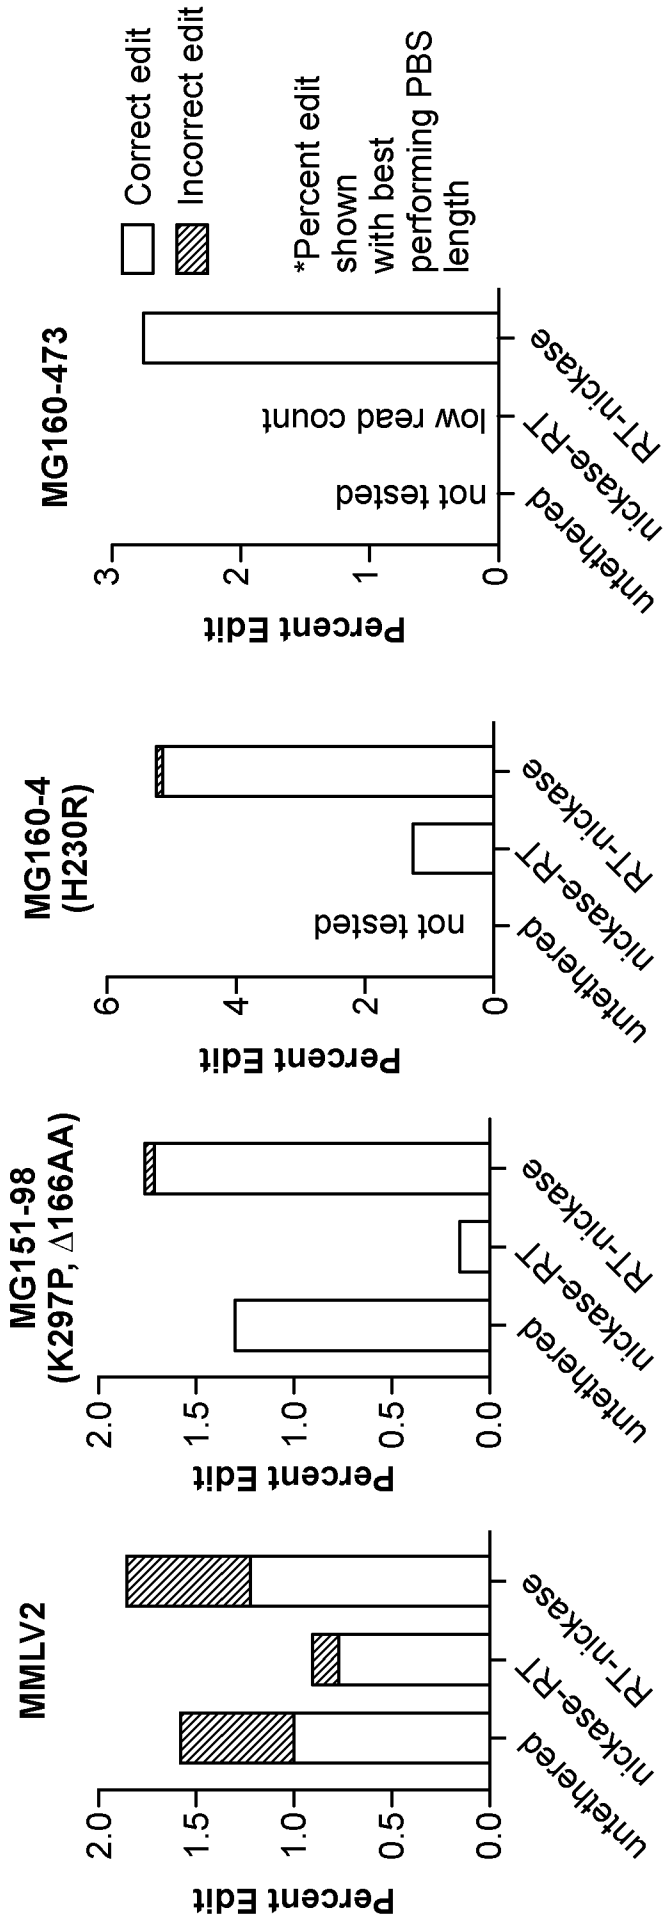 MMLV2
Percent Edit
2.0
1.5
1.0
0.5
0.0
untethered
nickase-RT
RT-nickase
MG151-98
(K297P, Δ166AA)
Percent Edit
2.0
1.5
1.0
0.5
0.0
untethered
nickase-RT
RT-nickase
MG160-4
(H230R)
Percent Edit
6
4
2
0
not tested
untethered
nickase-RT
RT-nickase
MG160-473
Percent Edit
3
2
1
0
not tested
low read count
untethered
nickase-RT
RT-nickase
Correct edit
Incorrect edit
*Percent edit
shown
with best
performing PBS
length